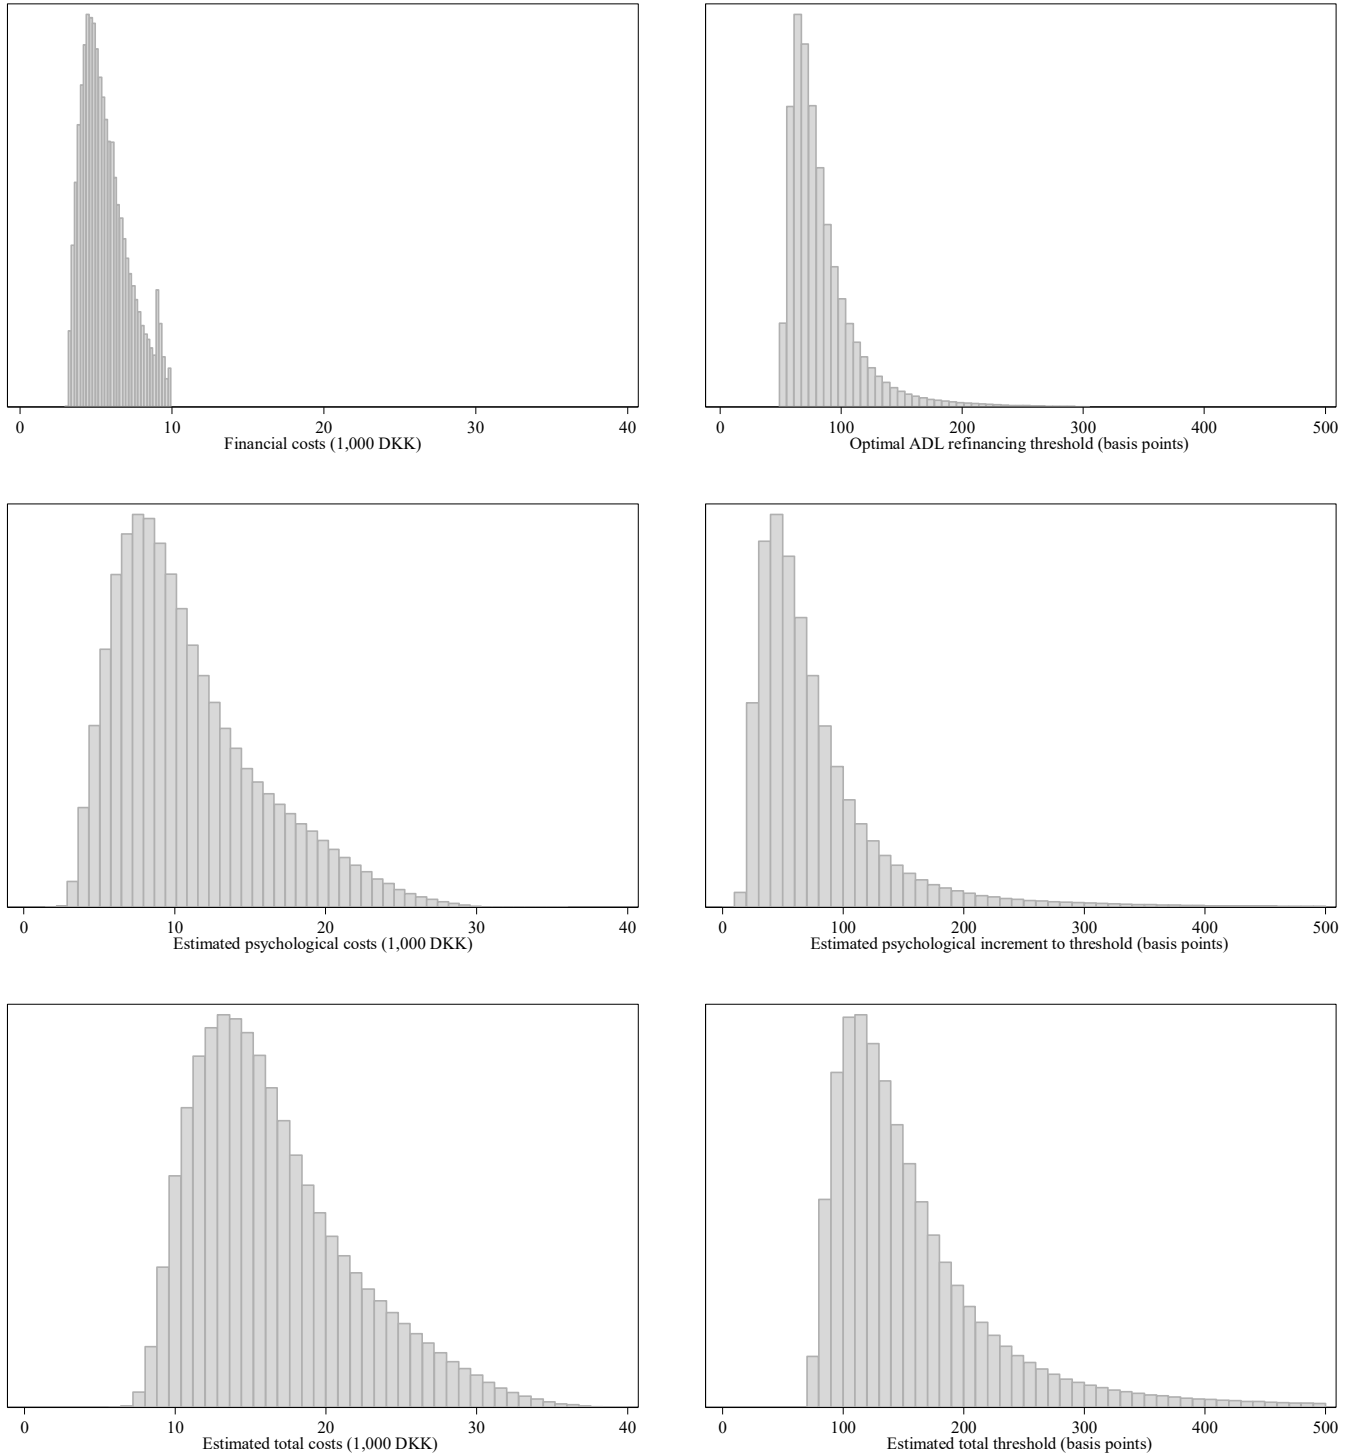 0 10 20 30 40
Financial costs (1,000 DKK)
0 100 200 300 400 500
Optimal ADL refinancing threshold (basis points)
0 10 20 30 40
Estimated psychological costs (1,000 DKK)
0 100 200 300 400 500
Estimated psychological increment to threshold (basis points)
0 10 20 30 40
Estimated total costs (1,000 DKK)
0 100 200 300 400 500
Estimated total threshold (basis points)